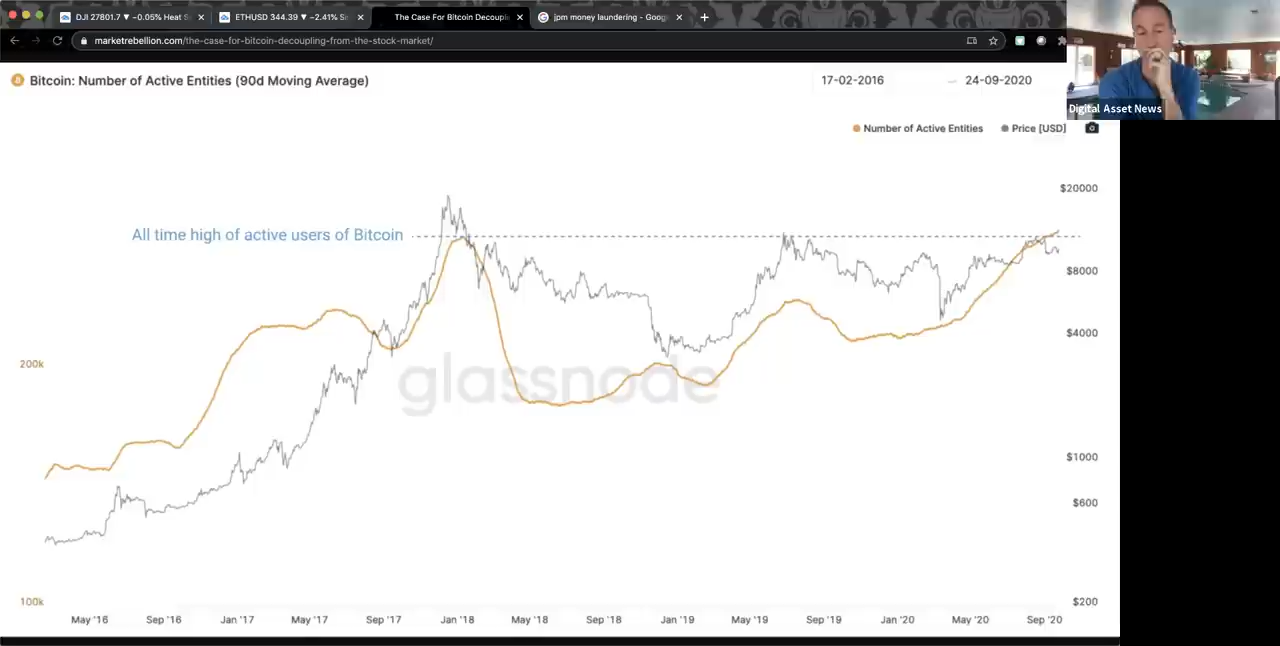 DJI 27801.7 ▼ −0.05% Heat S
ETHUSD 344.39 ▼ −2.41% Si
The Case For Bitcoin Decouplin
jpm money laundering - Goog
marketrebellion.com/the-case-for-bitcoin-decoupling-from-the-stock-market/
Digital Asset News
Bitcoin: Number of Active Entities (90d Moving Average)
17-02-2016 — 24-09-2020
Number of Active Entities Price [USD]
$20000
All time high of active users of Bitcoin
$8000
$4000
200k
glassnode
$1000
$600
100k
$200
May '16 Sep '16 Jan '17 May '17 Sep '17 Jan '18 May '18 Sep '18 Jan '19 May '19 Sep '19 Jan '20 May '20 Sep '20